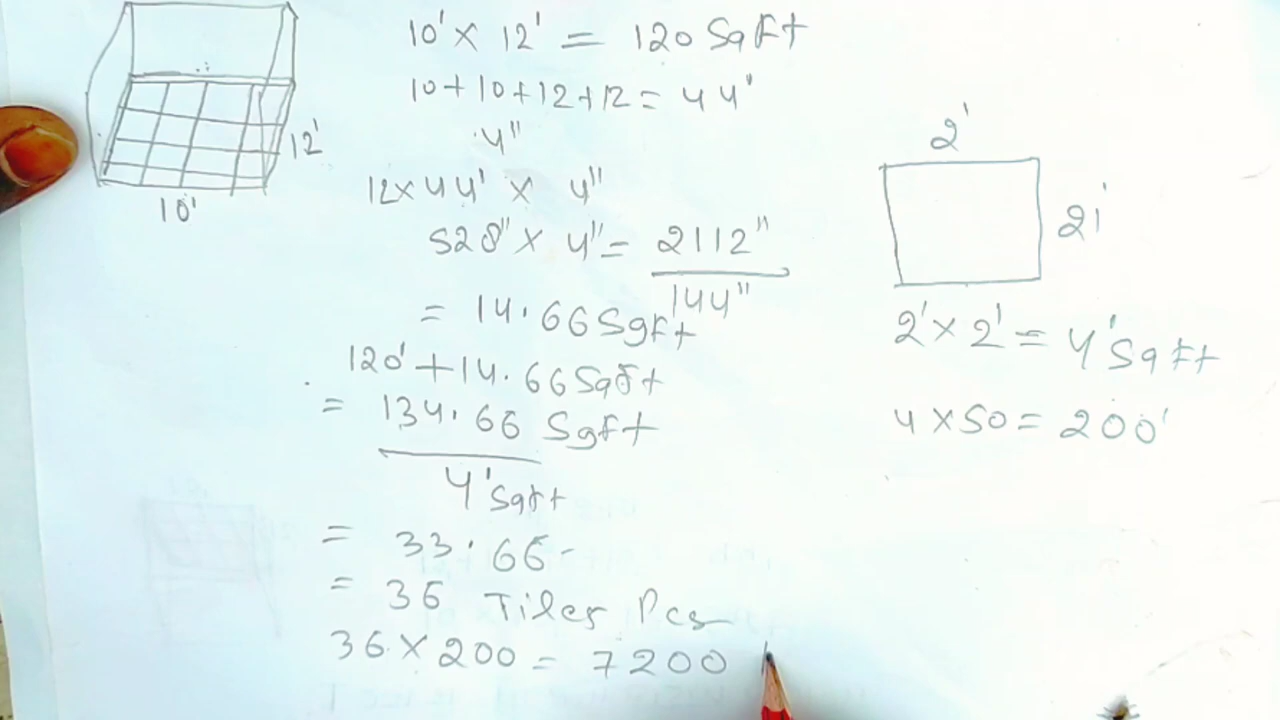 10' × 12' = 120 Sqft
10+10+12+12 = 44'
4"
12×44' × 4"
528" × 4" = 2112"
144"
= 14.66 Sqft
120' + 14.66 Sqft
= 134.66 Sqft
4' Sqft
= 33.66
= 36 Tiles Pcs
36 × 200 = 7200
12'
10'
2'
2'
2' × 2' = 4' Sqft
4 × 50 = 200'